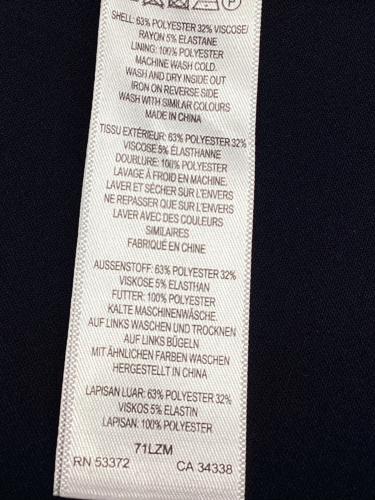 SHELL: 63% POLYESTER 32% VISCOSE/
RAYON 5% ELASTANE
LINING: 100% POLYESTER
MACHINE WASH COLD.
WASH AND DRY INSIDE OUT
IRON ON REVERSE SIDE
WASH WITH SIMILAR COLOURS
MADE IN CHINA
TISSU EXTÉRIEUR: 63% POLYESTER 32%
VISCOSE 5% ELASTHANNE
DOUBLURE: 100% POLYESTER
LAVAGE À FROID EN MACHINE.
LAVER ET SÉCHER SUR L'ENVERS
NE REPASSER QUE SUR L'ENVERS
LAVER AVEC DES COULEURS
SIMILAIRES
FABRIQUÉ EN CHINE
AUSSENSTOFF: 63% POLYESTER 32%
VISKOSE 5% ELASTHAN
FUTTER: 100% POLYESTER
KALTE MASCHINENWÄSCHE.
AUF LINKS WASCHEN UND TROCKNEN
AUF LINKS BÜGELN
MIT ÄHNLICHEN FARBEN WASCHEN
HERGESTELLT IN CHINA
LAPISAN LUAR: 63% POLYESTER 32%
VISKOS 5% ELASTIN
LAPISAN: 100% POLYESTER
71LZM
RN 53372 CA 34338